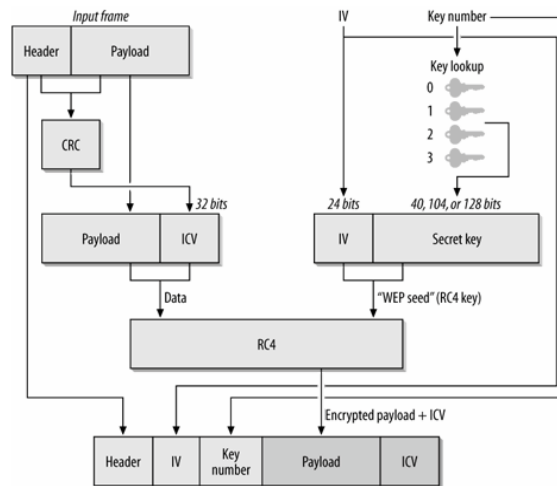 Input frame
Header
Payload
IV
Key number
Key lookup
0
1
2
3
CRC
32 bits
24 bits
40, 104, or 128 bits
Payload
ICV
IV
Secret key
Data
“WEP seed” (RC4 key)
RC4
Encrypted payload + ICV
Header
IV
Key
number
Payload
ICV